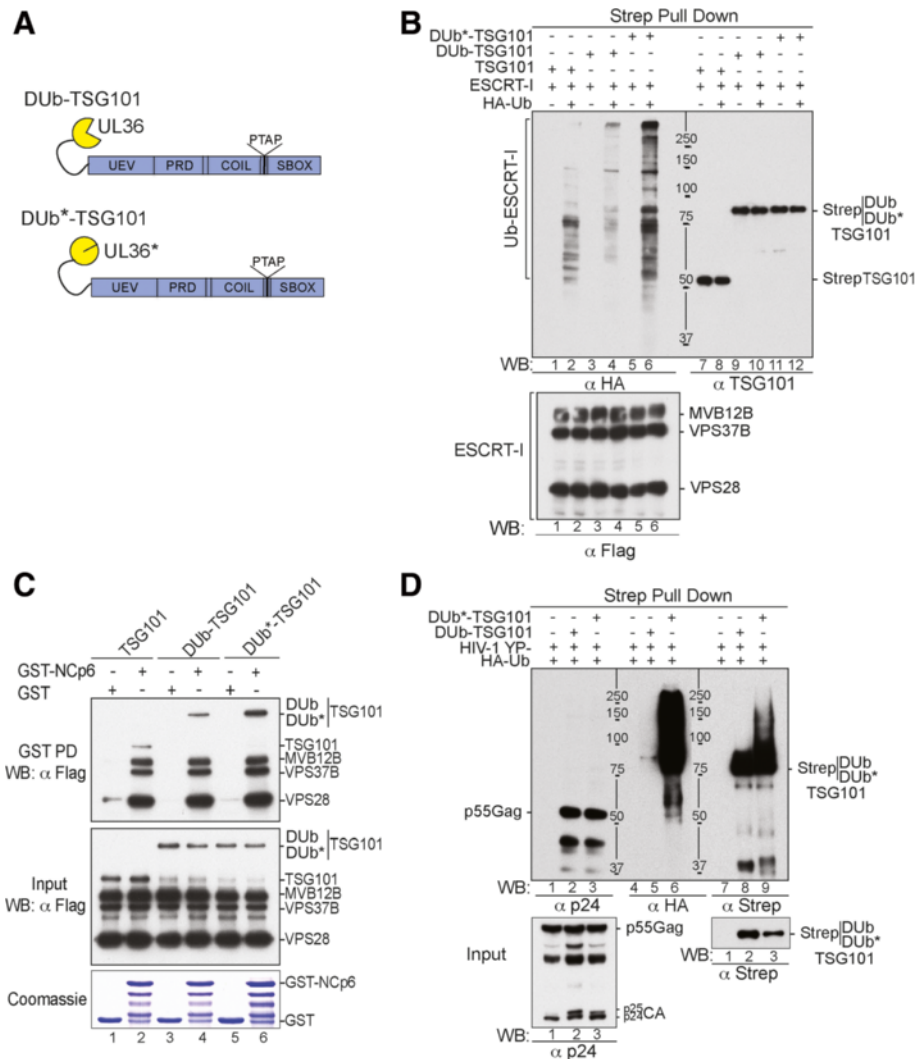 A
DUb-TSG101
UL36
PTAP
UEV PRD COIL SBOX
DUb*-TSG101
UL36*
PTAP
UEV PRD COIL SBOX
B
Strep Pull Down
DUb*-TSG101 - - - - + + - - - - + +
DUb-TSG101 - - + + - - - - + + - -
TSG101 + + - - - - + + - - - -
ESCRT-I + + + + + + + + + + + +
HA-Ub - + - + - + - + - + - +
Ub-ESCRT-I
250
150
100
75
50
37
Strep DUb
DUb*
TSG101
StrepTSG101
WB: 1 2 3 4 5 6 7 8 9 10 11 12
α HA α TSG101
ESCRT-I
MVB12B
VPS37B
VPS28
WB: 1 2 3 4 5 6
α Flag
C
TSG101 DUb-TSG101 DUb*-TSG101
GST-NCp6 - + - + - +
GST + - + - + -
GST PD
WB: α Flag
DUb
DUb* TSG101
TSG101
MVB12B
VPS37B
VPS28
Input
WB: α Flag
DUb
DUb* TSG101
TSG101
MVB12B
VPS37B
VPS28
Coomassie
GST-NCp6
GST
1 2 3 4 5 6
D
Strep Pull Down
DUb*-TSG101 - - + - - + - - +
DUb-TSG101 - + - - + - - + -
HIV-1 YP- + + + + + + + + +
HA-Ub + + + + + + + + +
250
150
100
75
50
37
250
150
100
75
50
37
p55Gag
Strep DUb
DUb*
TSG101
WB: 1 2 3 4 5 6 7 8 9
α p24 α HA α Strep
Input
p55Gag
p25
p24 CA
WB: 1 2 3
α p24
Strep DUb
DUb*
TSG101
WB: 1 2 3
α Strep